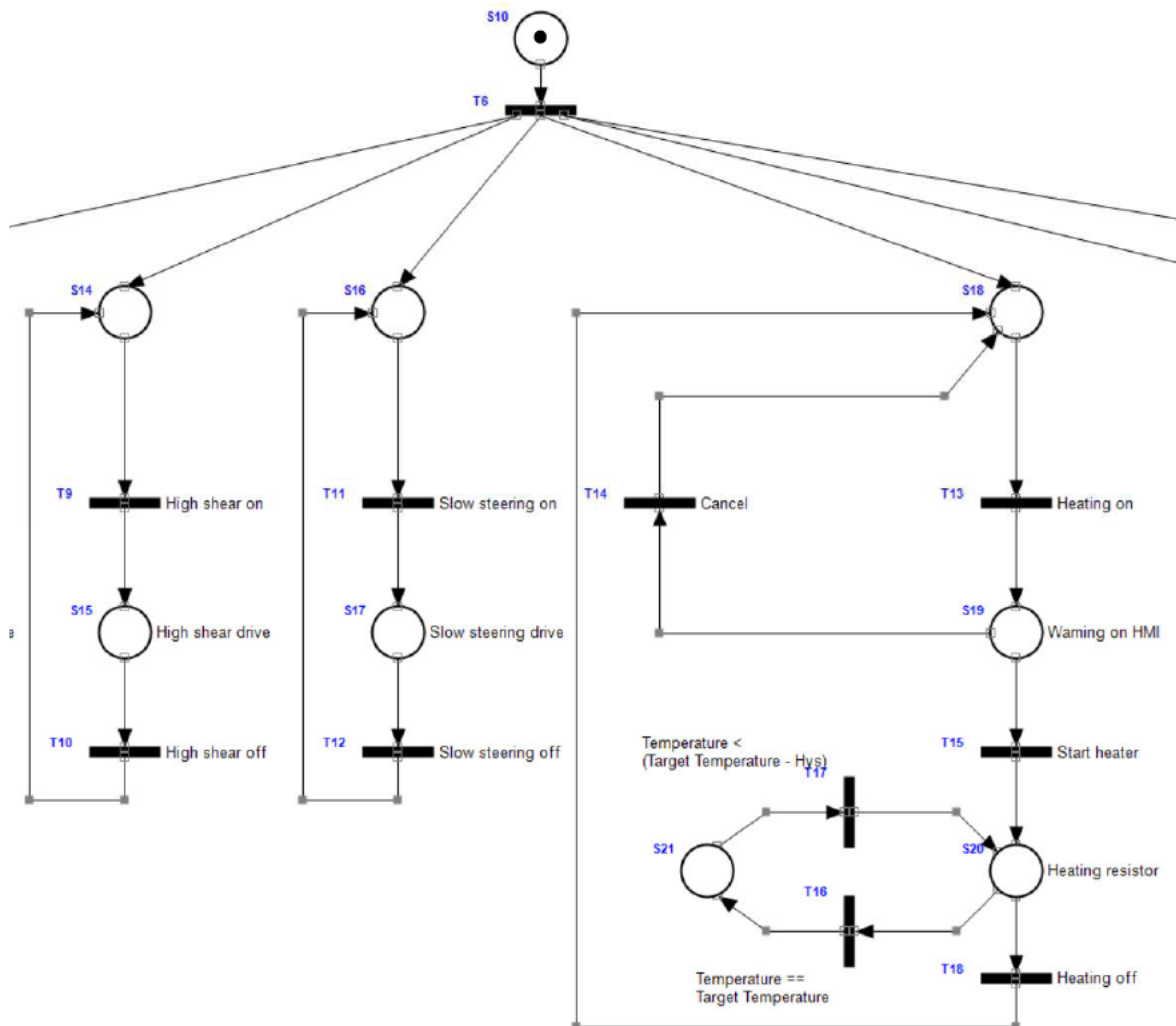 S10
T6
S14
S16
S18
T9 High shear on
T11 Slow steering on
T14 Cancel
T13 Heating on
S15 High shear drive
S17 Slow steering drive
S19 Warning on HMI
e
T10 High shear off
T12 Slow steering off
T15 Start heater
Temperature <
(Target Temperature - Hys)
T17
S21
S20 Heating resistor
T16
T18 Heating off
Temperature ==
Target Temperature